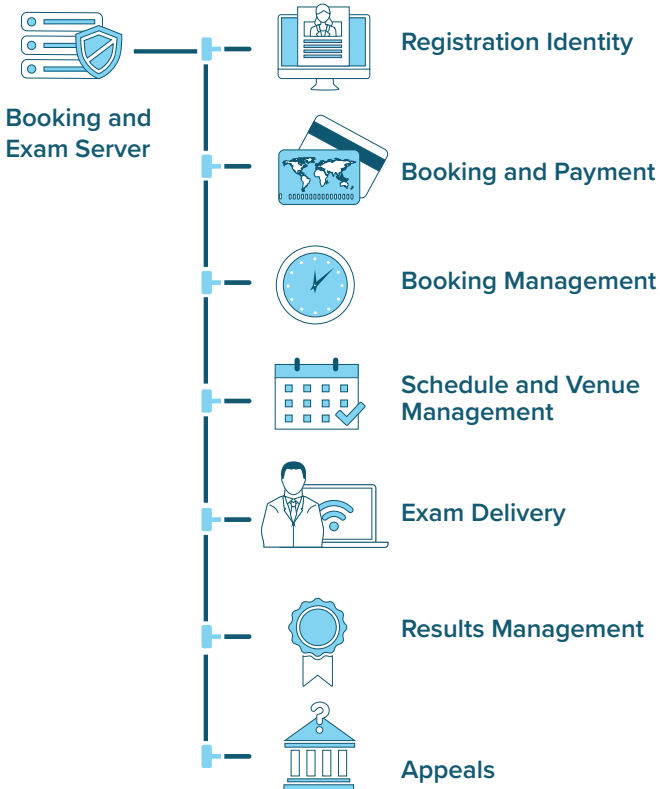 Booking and
Exam Server
Registration Identity
Booking and Payment
Booking Management
Schedule and Venue
Management
Exam Delivery
Results Management
?
Appeals